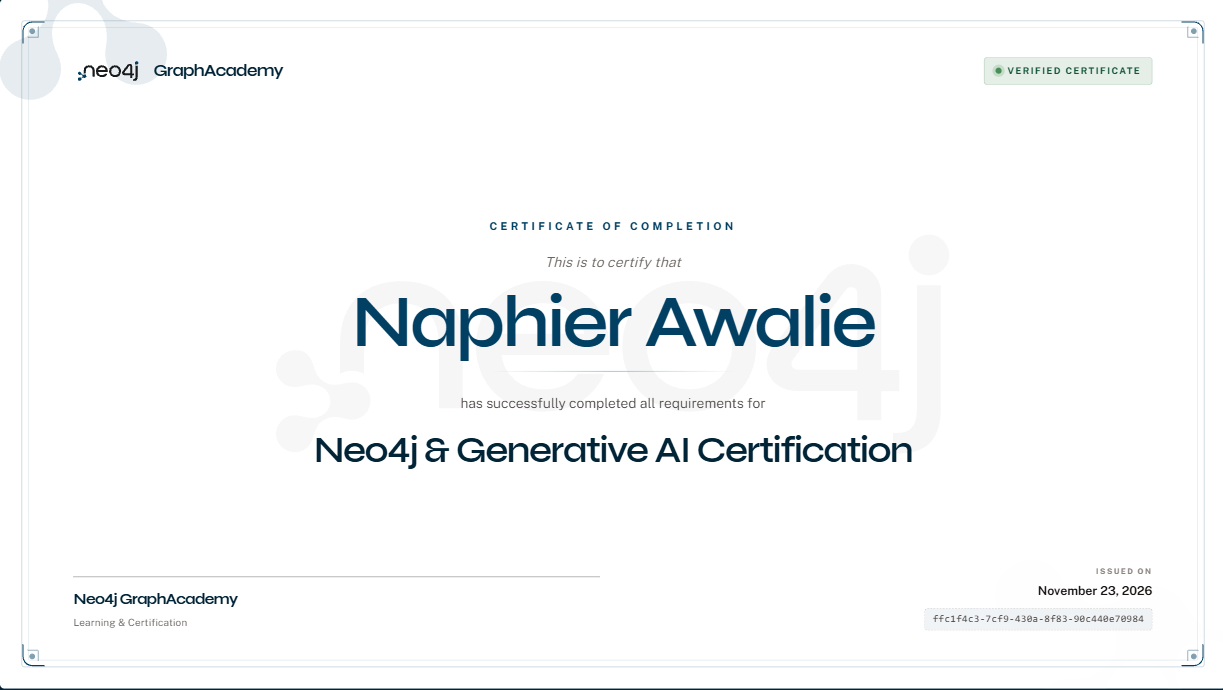 neo4j GraphAcademy
VERIFIED CERTIFICATE
CERTIFICATE OF COMPLETION
This is to certify that
neo4j
Naphier Awalie
has successfully completed all requirements for
Neo4j & Generative AI Certification
Neo4j GraphAcademy
Learning & Certification
ISSUED ON
November 23, 2026
ffc1f4c3-7cf9-430a-8f83-90c440e70984